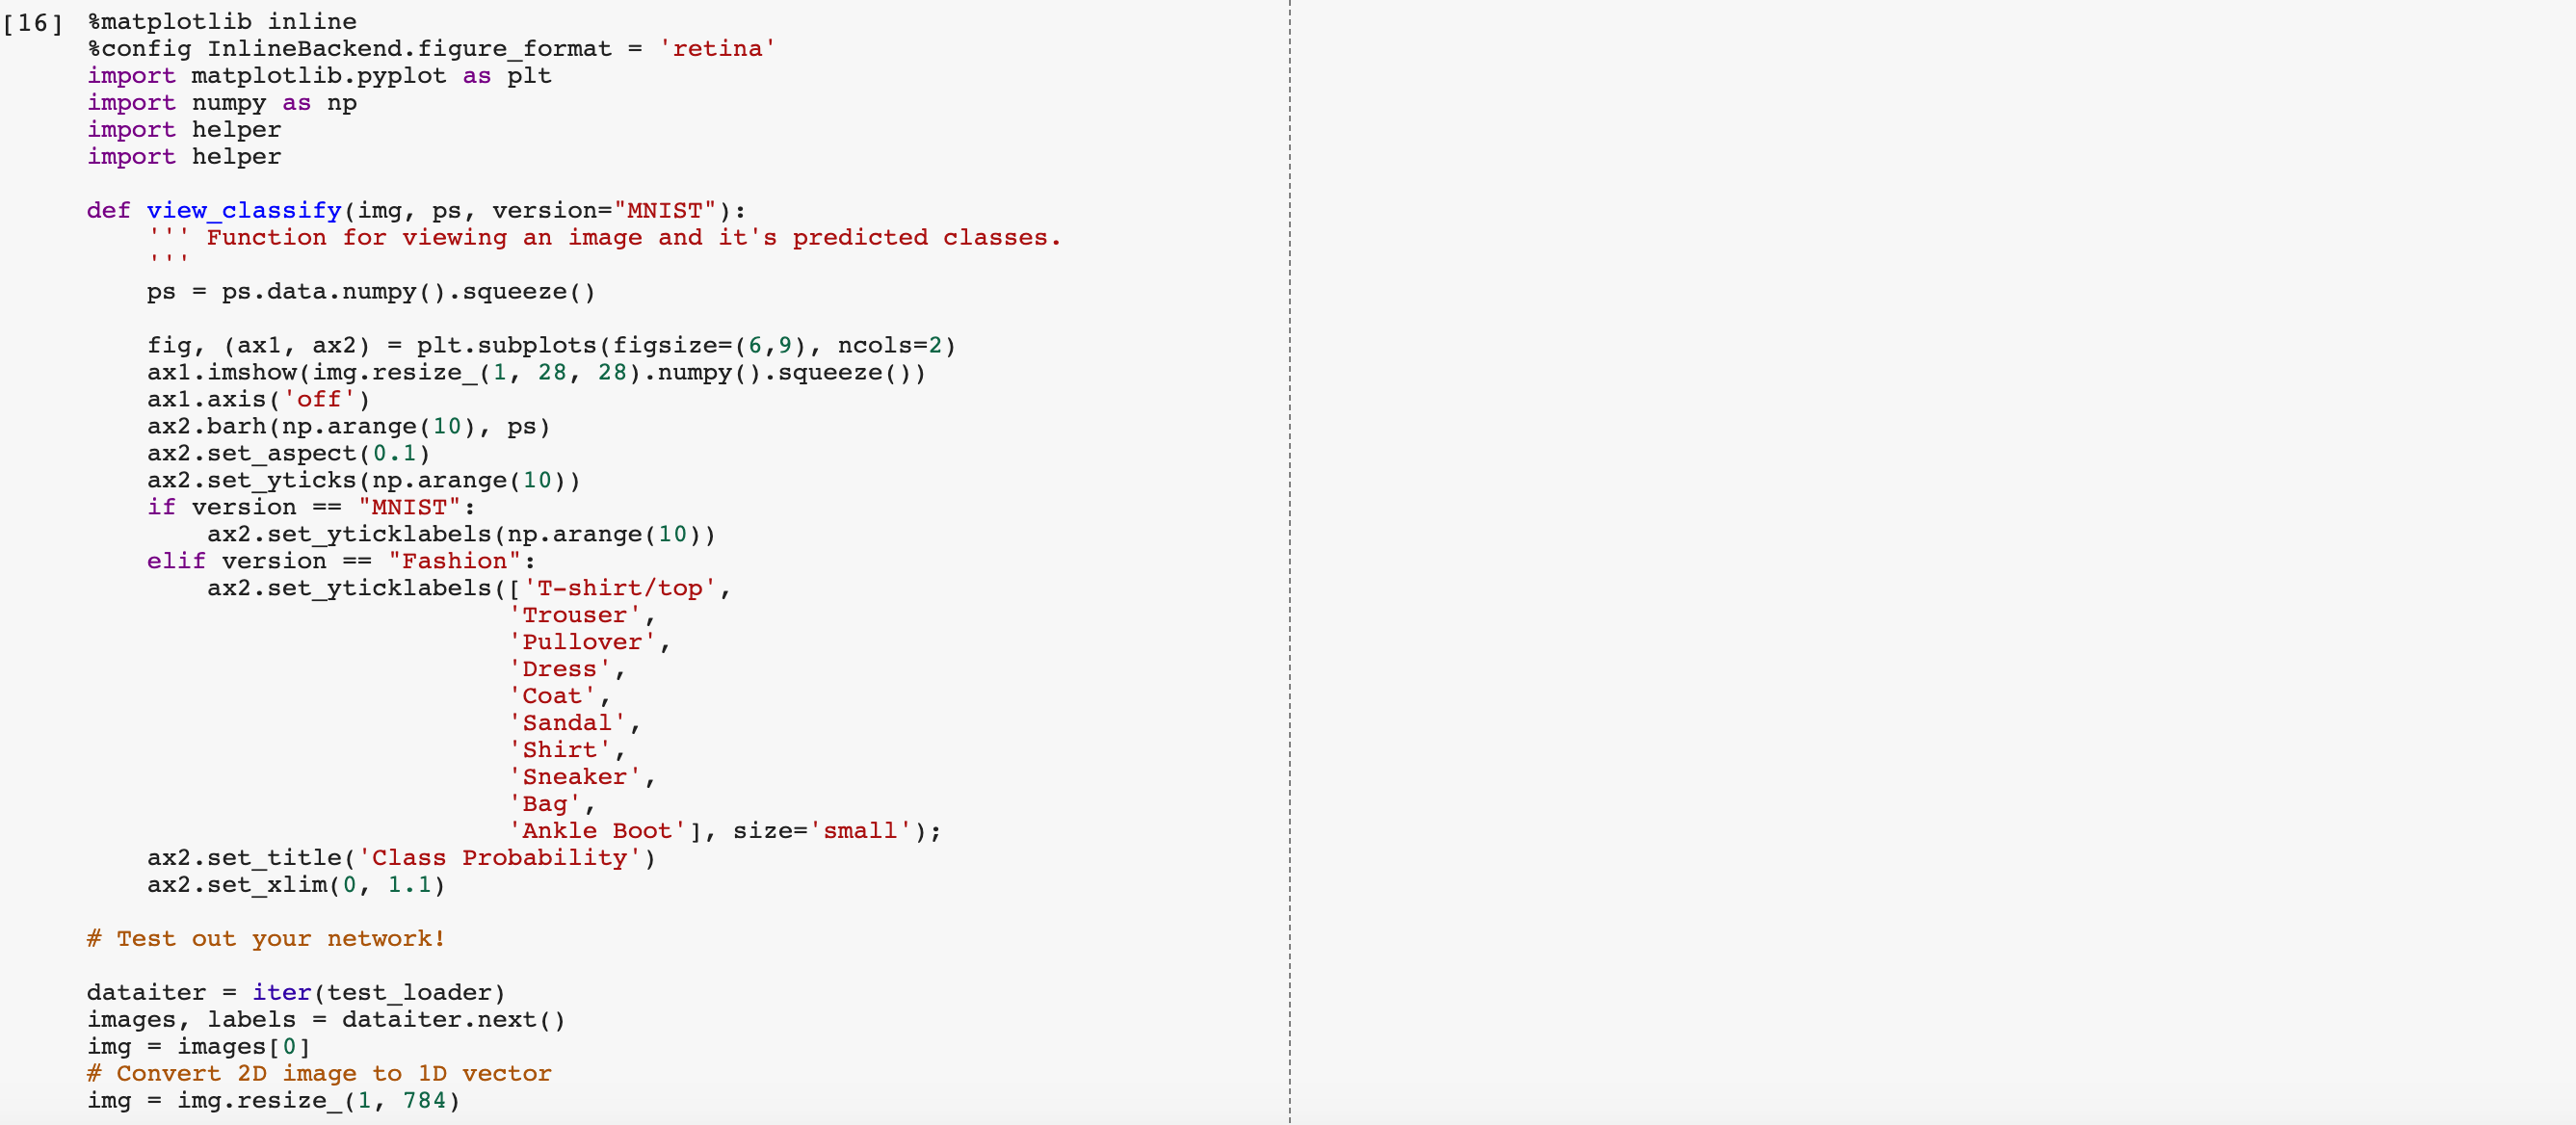 [16] %matplotlib inline
%config InlineBackend.figure_format = 'retina'
import matplotlib.pyplot as plt
import numpy as np
import helper
import helper

def view_classify(img, ps, version="MNIST"):
    ''' Function for viewing an image and it's predicted classes.
    '''
    ps = ps.data.numpy().squeeze()

    fig, (ax1, ax2) = plt.subplots(figsize=(6,9), ncols=2)
    ax1.imshow(img.resize_(1, 28, 28).numpy().squeeze())
    ax1.axis('off')
    ax2.barh(np.arange(10), ps)
    ax2.set_aspect(0.1)
    ax2.set_yticks(np.arange(10))
    if version == "MNIST":
        ax2.set_yticklabels(np.arange(10))
    elif version == "Fashion":
        ax2.set_yticklabels(['T-shirt/top',
                            'Trouser',
                            'Pullover',
                            'Dress',
                            'Coat',
                            'Sandal',
                            'Shirt',
                            'Sneaker',
                            'Bag',
                            'Ankle Boot'], size='small');
    ax2.set_title('Class Probability')
    ax2.set_xlim(0, 1.1)

# Test out your network!

dataiter = iter(test_loader)
images, labels = dataiter.next()
img = images[0]
# Convert 2D image to 1D vector
img = img.resize_(1, 784)